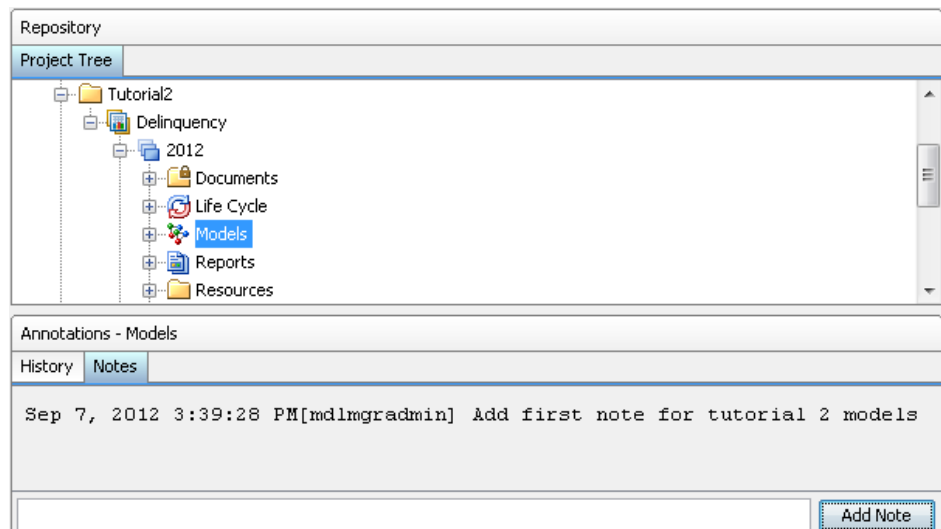 Repository
Project Tree
Tutorial2
Delinquency
2012
Documents
Life Cycle
Models
Reports
Resources
Annotations - Models
History Notes
Sep 7, 2012 3:39:28 PM[mdlmgradmin] Add first note for tutorial 2 models
Add Note